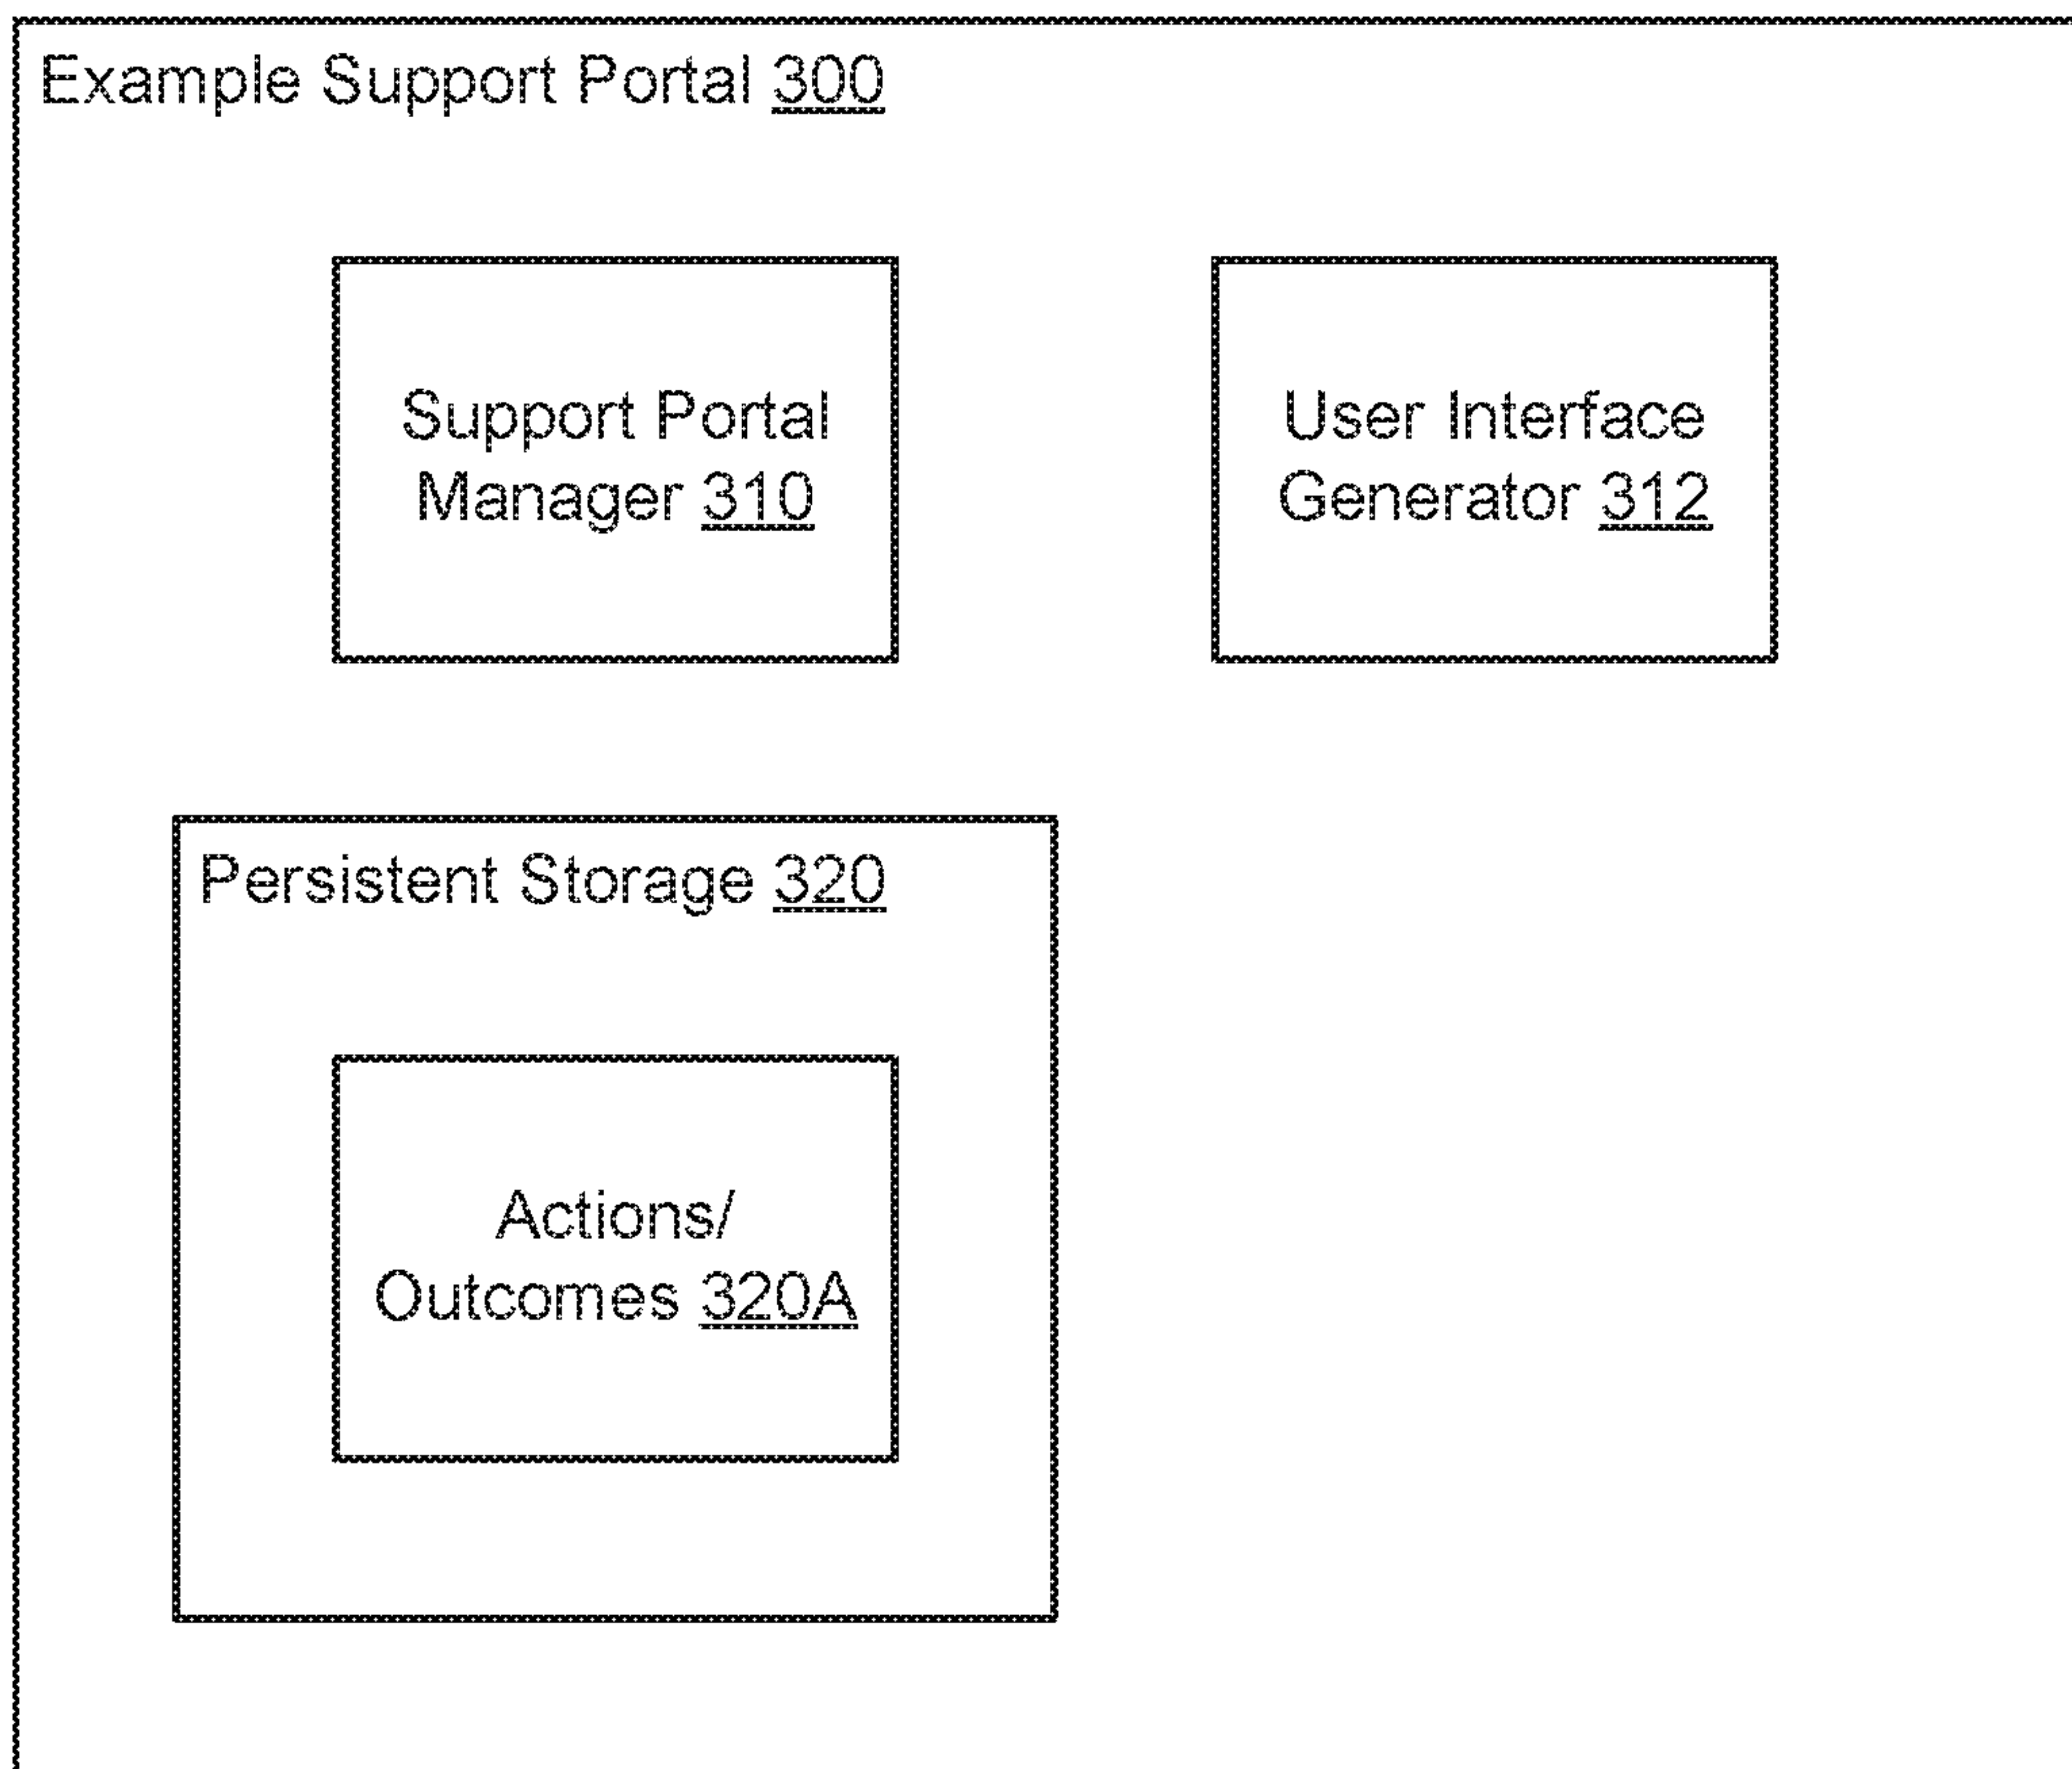 Example Support Portal 300
Support Portal
Manager 310
User Interface
Generator 312
Persistent Storage 320
Actions/
Outcomes 320A